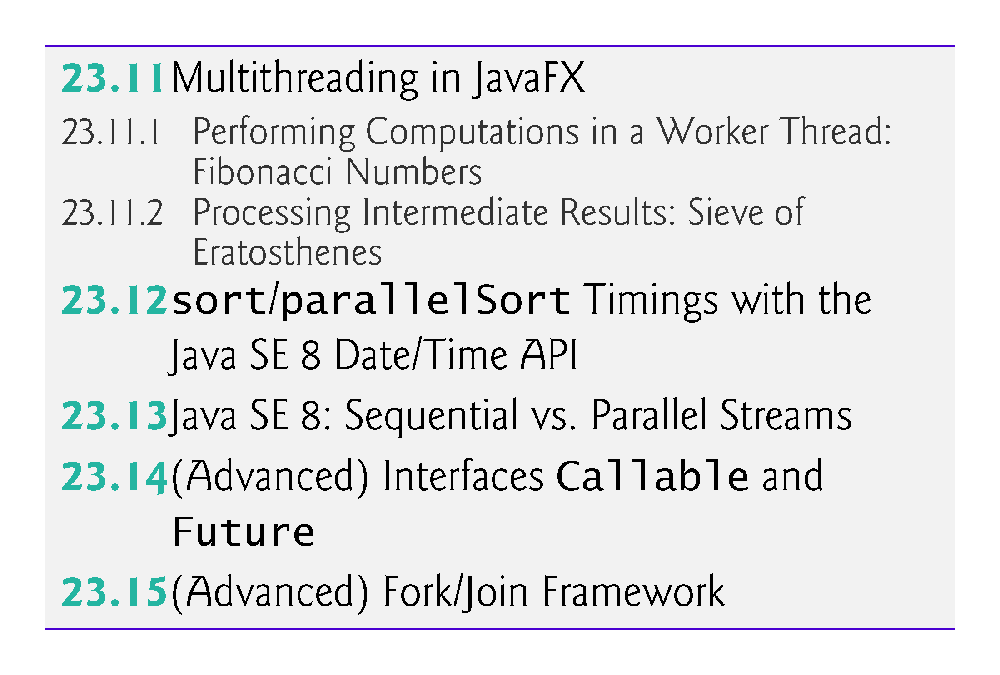 23.11 Multithreading in JavaFX
23.11.1 Performing Computations in a Worker Thread:
Fibonacci Numbers
23.11.2 Processing Intermediate Results: Sieve of
Eratosthenes
23.12 sort/parallelSort Timings with the
Java SE 8 Date/Time API
23.13 Java SE 8: Sequential vs. Parallel Streams
23.14 (Advanced) Interfaces Callable and
Future
23.15 (Advanced) Fork/Join Framework